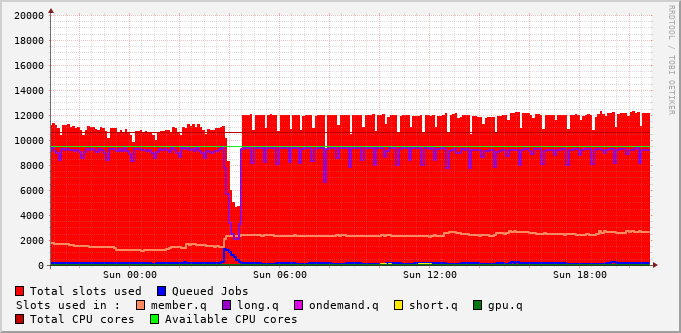 RRDTOOL / TOBI OETIKER
20000
18000
16000
14000
12000
10000
8000
6000
4000
2000
0
Sun 00:00 Sun 06:00 Sun 12:00 Sun 18:00
Total slots used Queued Jobs
Slots used in : member.q long.q ondemand.q short.q gpu.q
Total CPU cores Available CPU cores